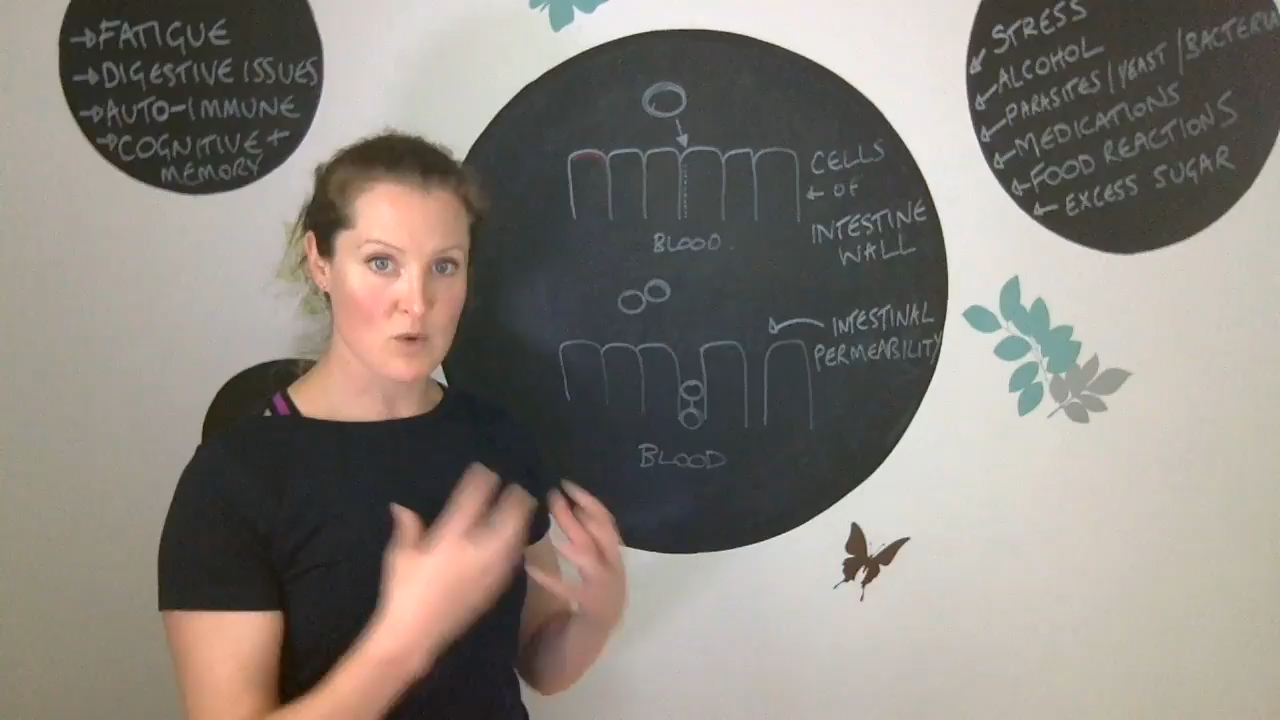 →FATIGUE
→DIGESTIVE ISSUES
→AUTO-IMMUNE
→COGNITIVE +
MEMORY
CELLS
← OF
INTESTINE
WALL
BLOOD.
INTESTINAL
PERMEABILITY
BLOOD
STRESS
ALCOHOL
PARASITES/YEAST/BACTERIA
MEDICATIONS
FOOD REACTIONS
EXCESS SUGAR